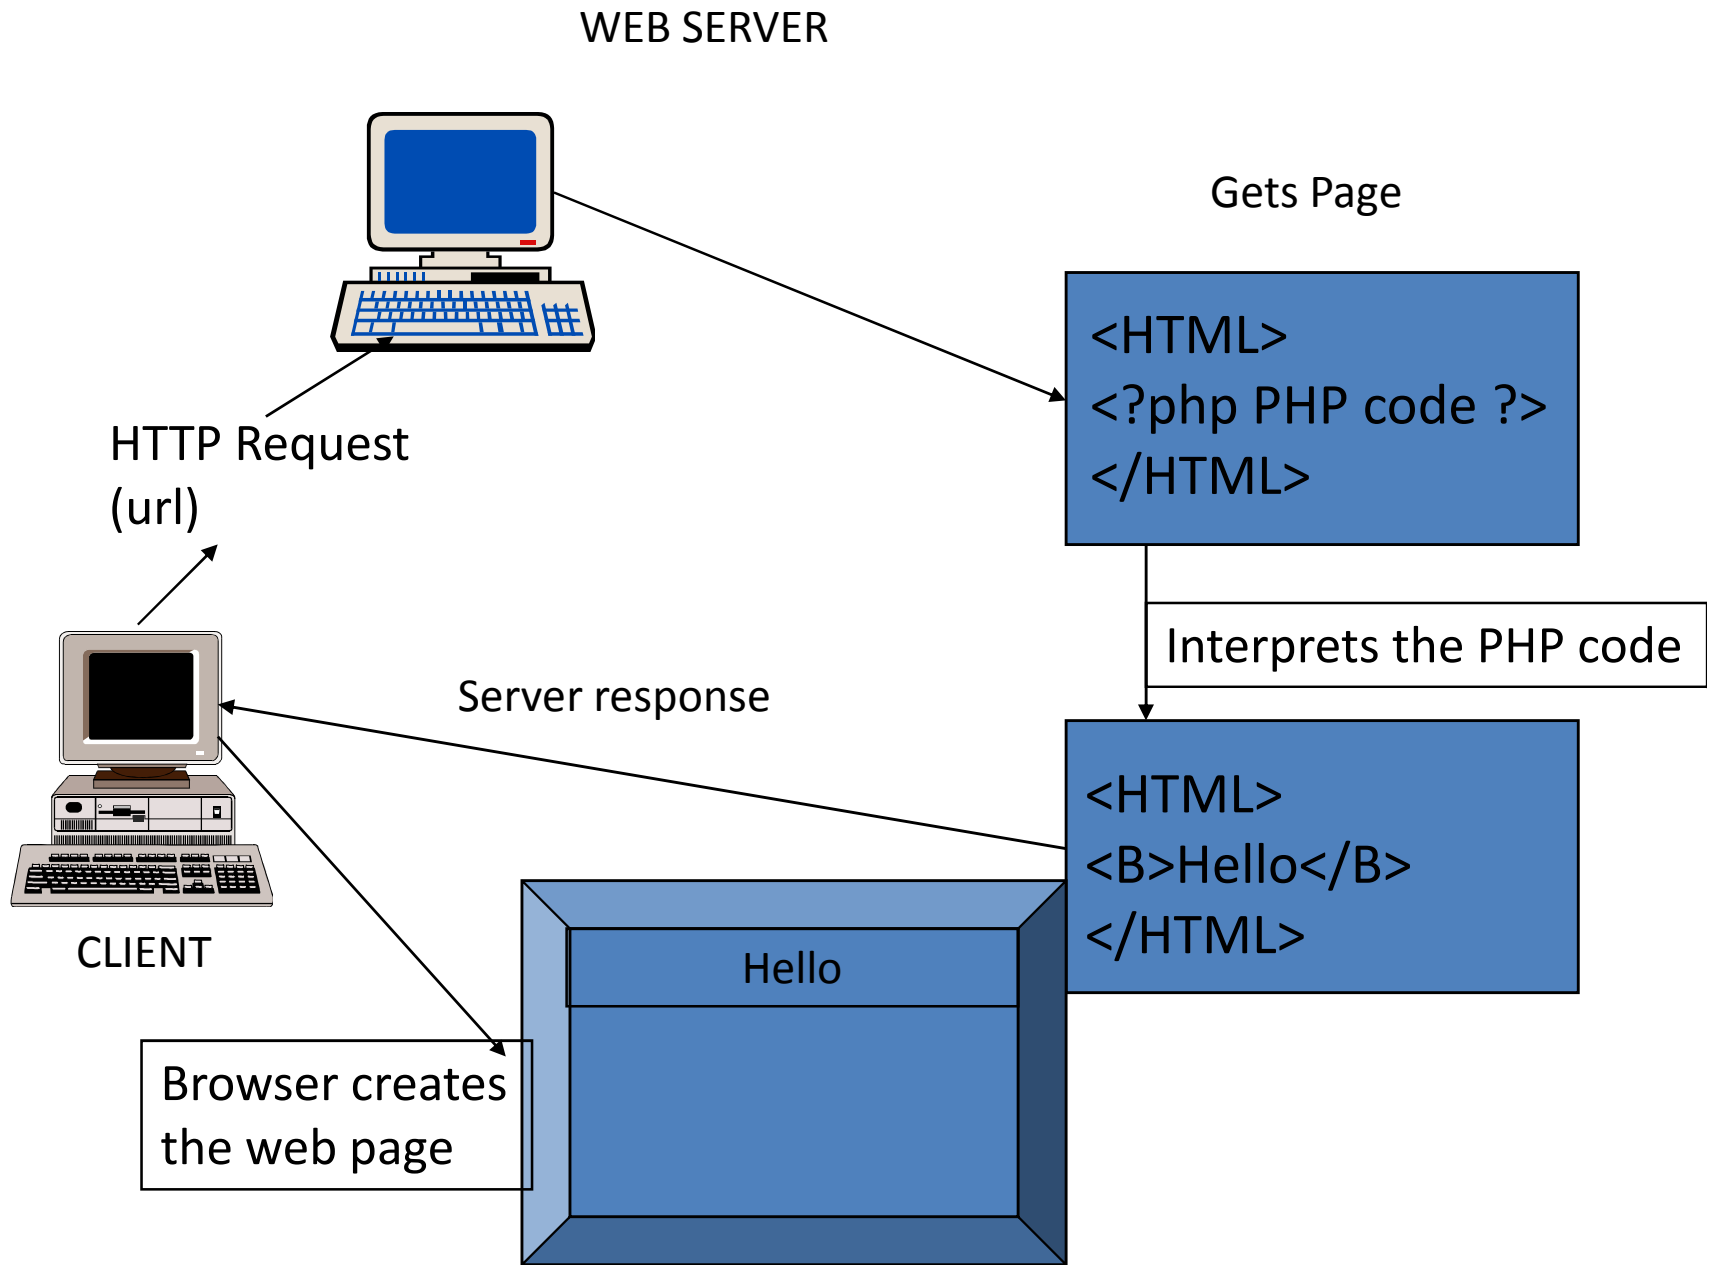 WEB SERVER
Gets Page
<HTML>
<?php PHP code ?>
</HTML>
HTTP Request
(url)
Interprets the PHP code
Server response
<HTML>
<B>Hello</B>
</HTML>
CLIENT
Hello
Browser creates
the web page